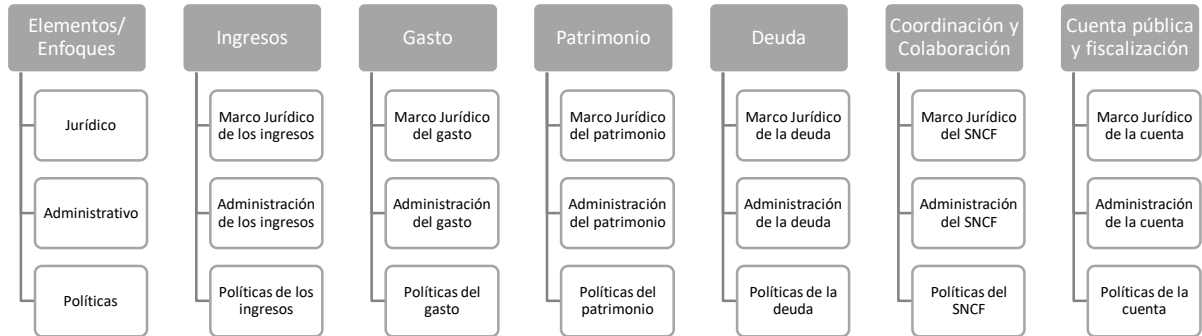 Elementos/
Enfoques
Jurídico
Administrativo
Políticas
Ingresos
Marco Jurídico
de los ingresos
Administración
de los ingresos
Políticas de los
ingresos
Gasto
Marco Jurídico
del gasto
Administración
del gasto
Políticas del
gasto
Patrimonio
Marco Jurídico
del patrimonio
Administración
del patrimonio
Políticas del
patrimonio
Deuda
Marco Jurídico
de la deuda
Administración
de la deuda
Políticas de la
deuda
Coordinación y
Colaboración
Marco Jurídico
del SNCF
Administración
del SNCF
Políticas del
SNCF
Cuenta pública
y fiscalización
Marco Jurídico
de la cuenta
Administración
de la cuenta
Políticas de la
cuenta